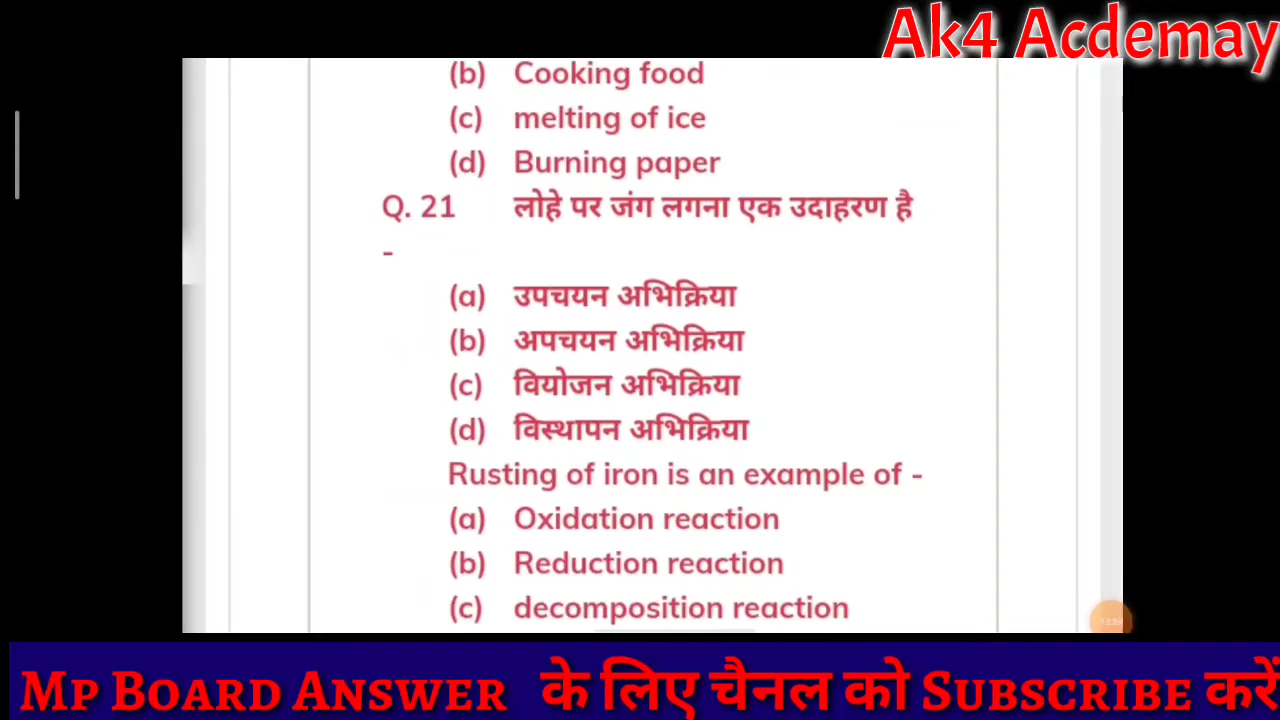 Ak4 Acdemay
(b) Cooking food
(c) melting of ice
(d) Burning paper
Q. 21 लोहे पर जंग लगना एक उदाहरण है
-
(a) उपचयन अभिक्रिया
(b) अपचयन अभिक्रिया
(c) वियोजन अभिक्रिया
(d) विस्थापन अभिक्रिया
Rusting of iron is an example of -
(a) Oxidation reaction
(b) Reduction reaction
(c) decomposition reaction
Mp Board Answer के लिए चैनल को Subscribe करें